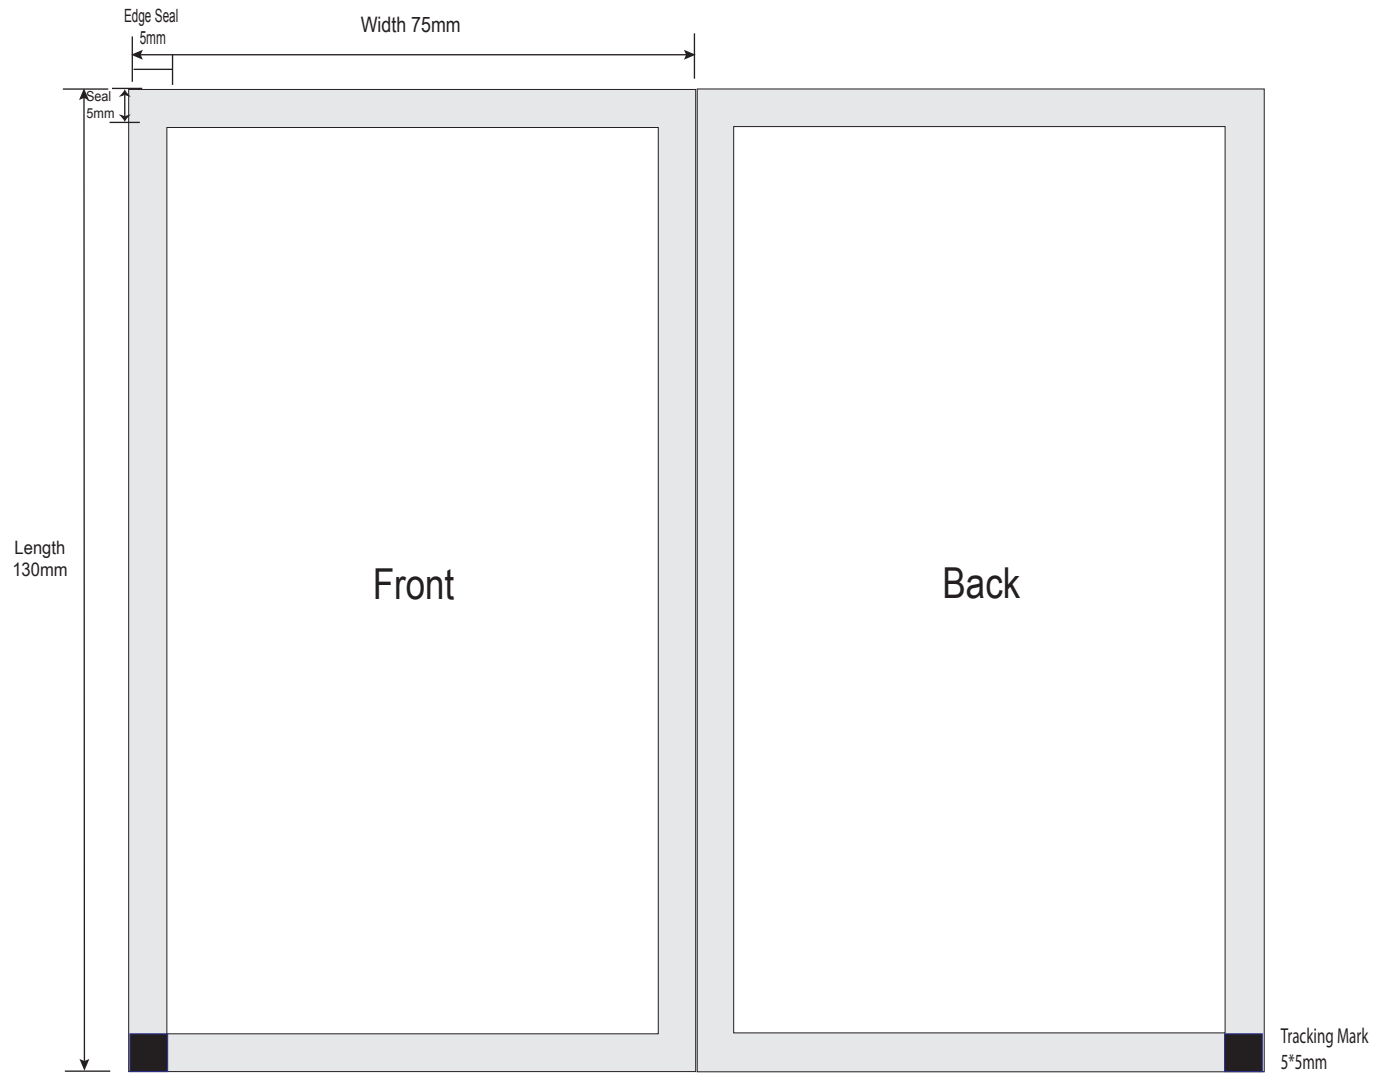 Edge Seal
5mm
Width 75mm
Seal
5mm
Length
130mm
Front
Back
Tracking Mark
5*5mm